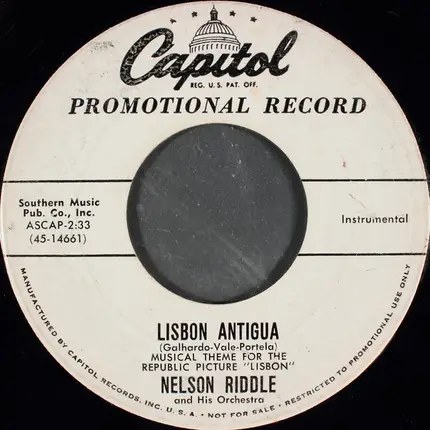 Capitol
REG. U.S. PAT. OFF.
PROMOTIONAL RECORD
Southern Music
Pub. Co., Inc.
ASCAP-2:33
(45-14661)
Instrumental
LISBON ANTIGUA
(Galhardo-Vale-Portela)
MUSICAL THEME FOR THE
REPUBLIC PICTURE "LISBON"
NELSON RIDDLE
and His Orchestra
MANUFACTURED BY CAPITOL RECORDS, INC. U.S.A. • NOT FOR SALE • RESTRICTED TO PROMOTIONAL USE ONLY